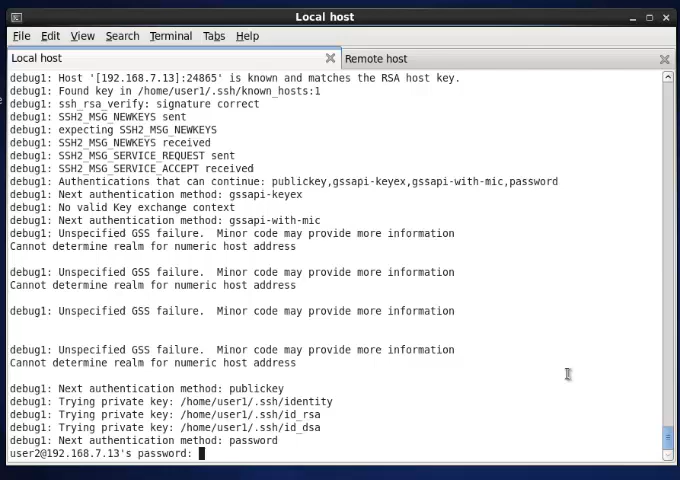 Local host
File Edit View Search Terminal Tabs Help
Local host Remote host
debug1: Host '[192.168.7.13]:24865' is known and matches the RSA host key.
debug1: Found key in /home/user1/.ssh/known_hosts:1
debug1: ssh_rsa_verify: signature correct
debug1: SSH2_MSG_NEWKEYS sent
debug1: expecting SSH2_MSG_NEWKEYS
debug1: SSH2_MSG_NEWKEYS received
debug1: SSH2_MSG_SERVICE_REQUEST sent
debug1: SSH2_MSG_SERVICE_ACCEPT received
debug1: Authentications that can continue: publickey,gssapi-keyex,gssapi-with-mic,password
debug1: Next authentication method: gssapi-keyex
debug1: No valid Key exchange context
debug1: Next authentication method: gssapi-with-mic
debug1: Unspecified GSS failure.  Minor code may provide more information
Cannot determine realm for numeric host address
debug1: Unspecified GSS failure.  Minor code may provide more information
Cannot determine realm for numeric host address
debug1: Unspecified GSS failure.  Minor code may provide more information
debug1: Unspecified GSS failure.  Minor code may provide more information
Cannot determine realm for numeric host address
debug1: Next authentication method: publickey
debug1: Trying private key: /home/user1/.ssh/identity
debug1: Trying private key: /home/user1/.ssh/id_rsa
debug1: Trying private key: /home/user1/.ssh/id_dsa
debug1: Next authentication method: password
user2@192.168.7.13's password: